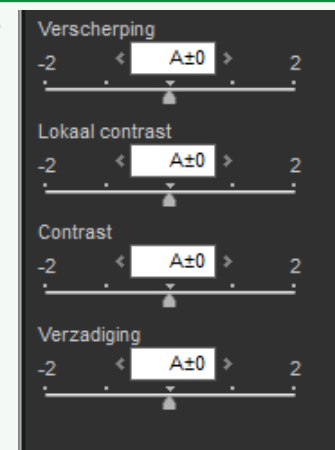 Verscherping
-2 < A±0 > 2
Lokaal contrast
-2 < A±0 > 2
Contrast
-2 < A±0 > 2
Verzadiging
-2 < A±0 > 2